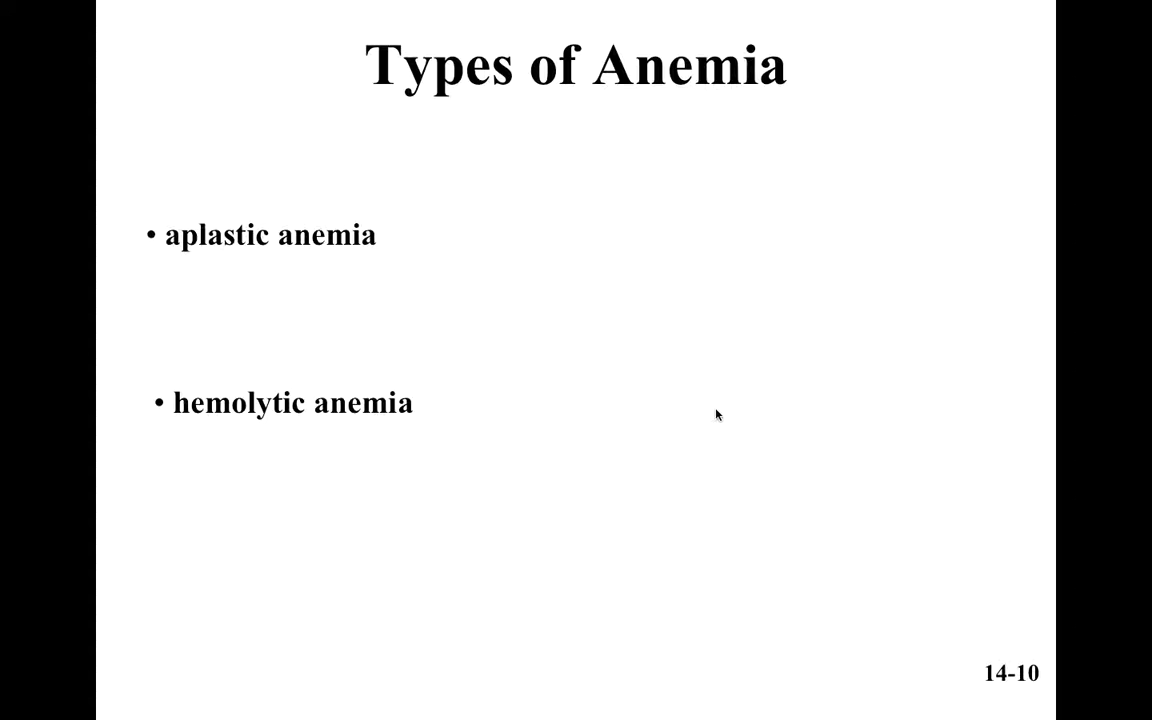 Types of Anemia
• aplastic anemia
• hemolytic anemia
14-10